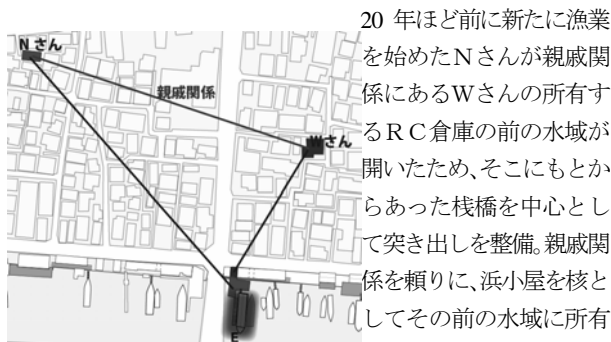 Nさん
親戚関係
Wさん
E
20 年ほど前に新たに漁業
を始めたNさんが親戚関
係にあるWさんの所有す
るRC倉庫の前の水域が
開いたため、そこにもとか
らあった桟橋を中心とし
て突き出しを整備。親戚関
係を頼りに、浜小屋を核と
してその前の水域に所有